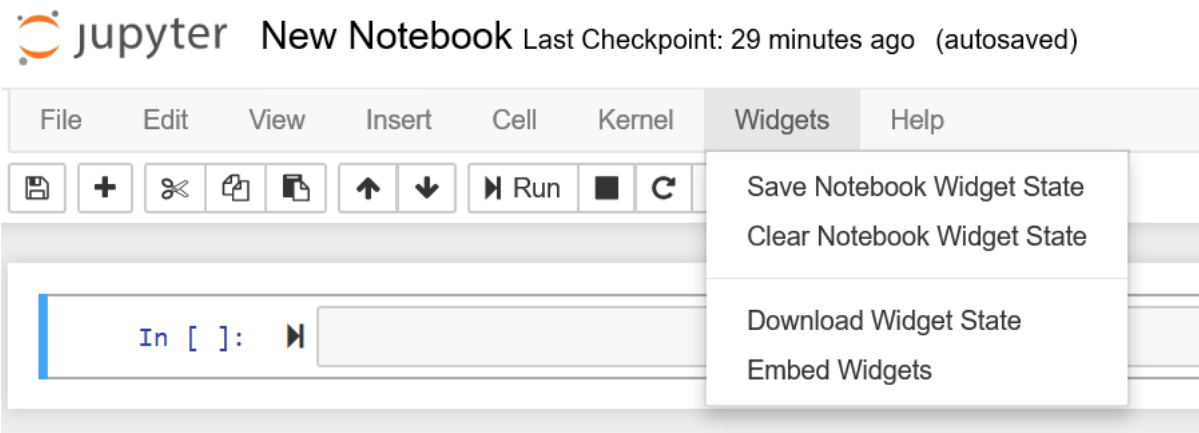 jupyter New Notebook Last Checkpoint: 29 minutes ago (autosaved)
File Edit View Insert Cell Kernel Widgets Help
Run
Save Notebook Widget State
Clear Notebook Widget State
Download Widget State
Embed Widgets
In [ ]: